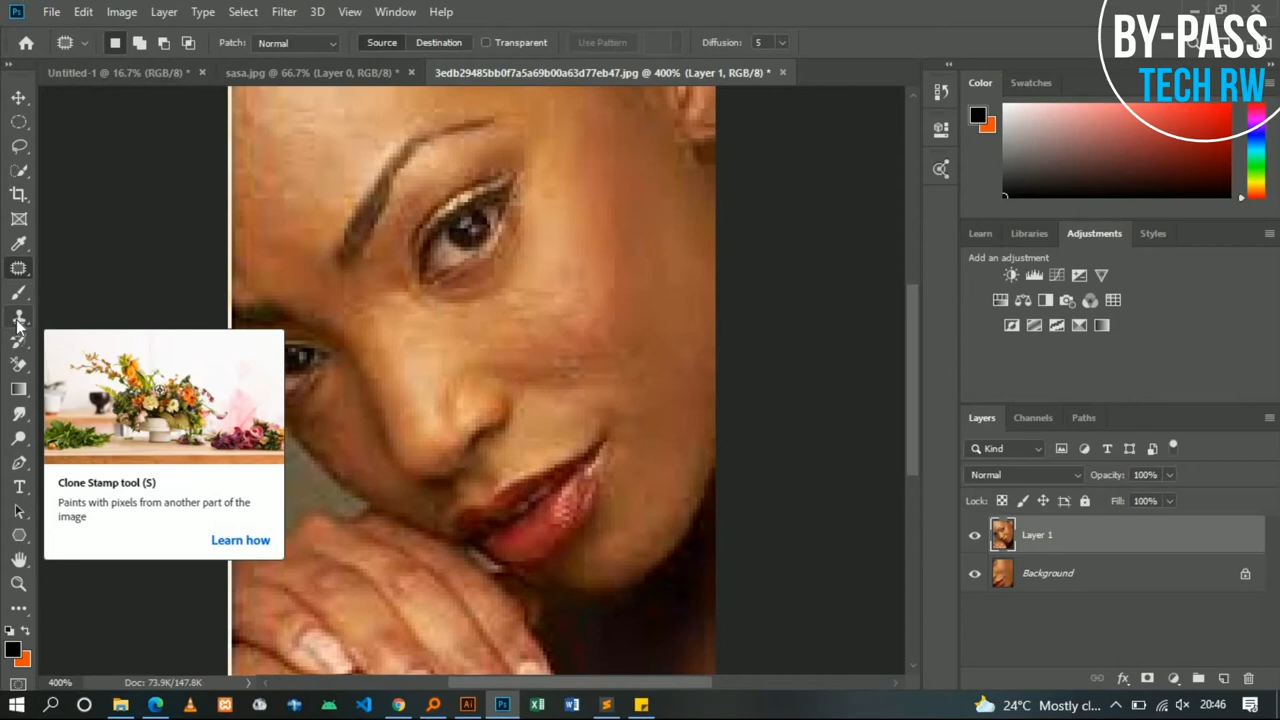 File Edit Image Layer Type Select Filter 3D View Window Help
BY-PASS
TECH RW
Patch: Normal Source Destination Transparent Use Pattern Diffusion: 5
Untitled-1 @ 16.7% (RGB/8) * sasa.jpg @ 66.7% (Layer 0, RGB/8) * 3edb29485bb0f7a5a69b00a63d77eb47.jpg @ 400% (Layer 1, RGB/8) *
Color Swatches
Learn Libraries Adjustments Styles
Add an adjustment
Clone Stamp tool (S)
Paints with pixels from another part of the
image
Learn how
Layers Channels Paths
Kind
Normal Opacity: 100%
Lock: Fill: 100%
Layer 1
Background
400% Doc: 73.9K/147.8K
24°C Mostly cl... 20:46